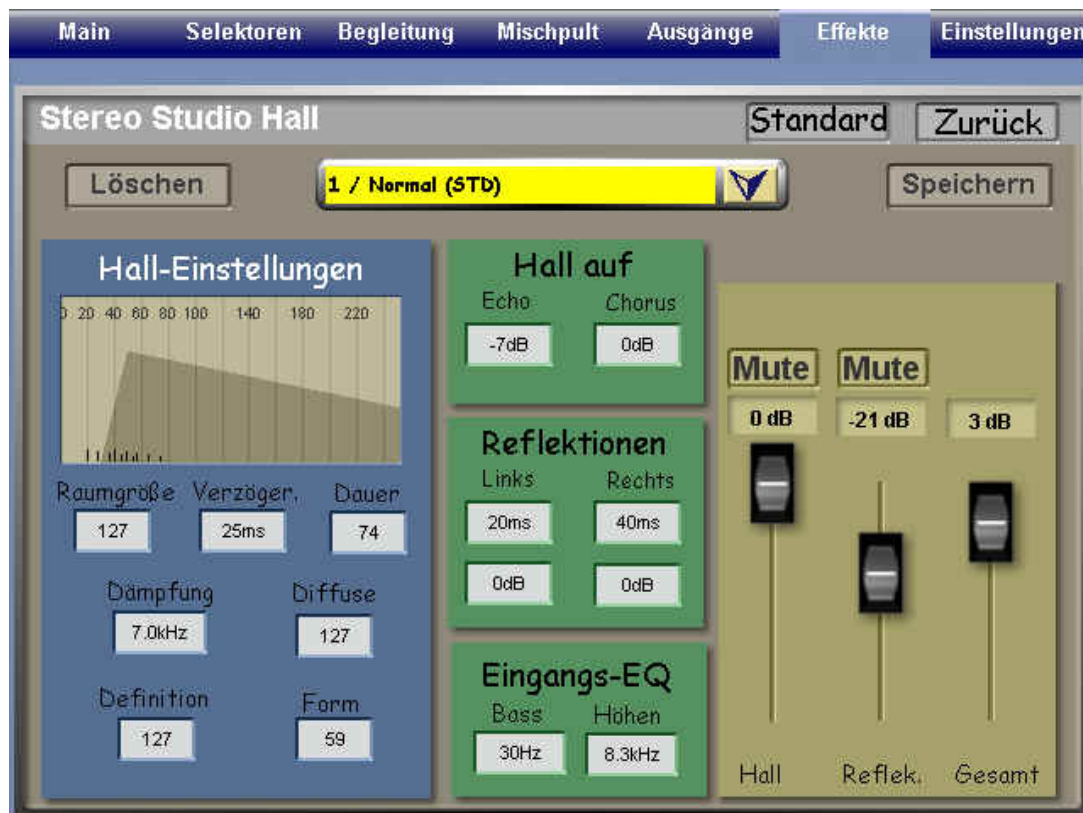 Main Selektoren Begleitung Mischpult Ausgänge Effekte Einstellungen
Stereo Studio Hall
Standard Zurück
Löschen 1 / Normal (STD) Speichern
Hall-Einstellungen
0 20 40 60 80 100 140 180 220
Raumgröße Verzöger. Dauer
127 25ms 74
Dämpfung Diffuse
7.0kHz 127
Definition Form
127 59
Hall auf
Echo Chorus
-7dB 0dB
Reflektionen
Links Rechts
20ms 40ms
0dB 0dB
Eingangs-EQ
Bass Höhen
30Hz 8.3kHz
Mute Mute
0 dB -21 dB 3 dB
Hall Reflek. Gesamt